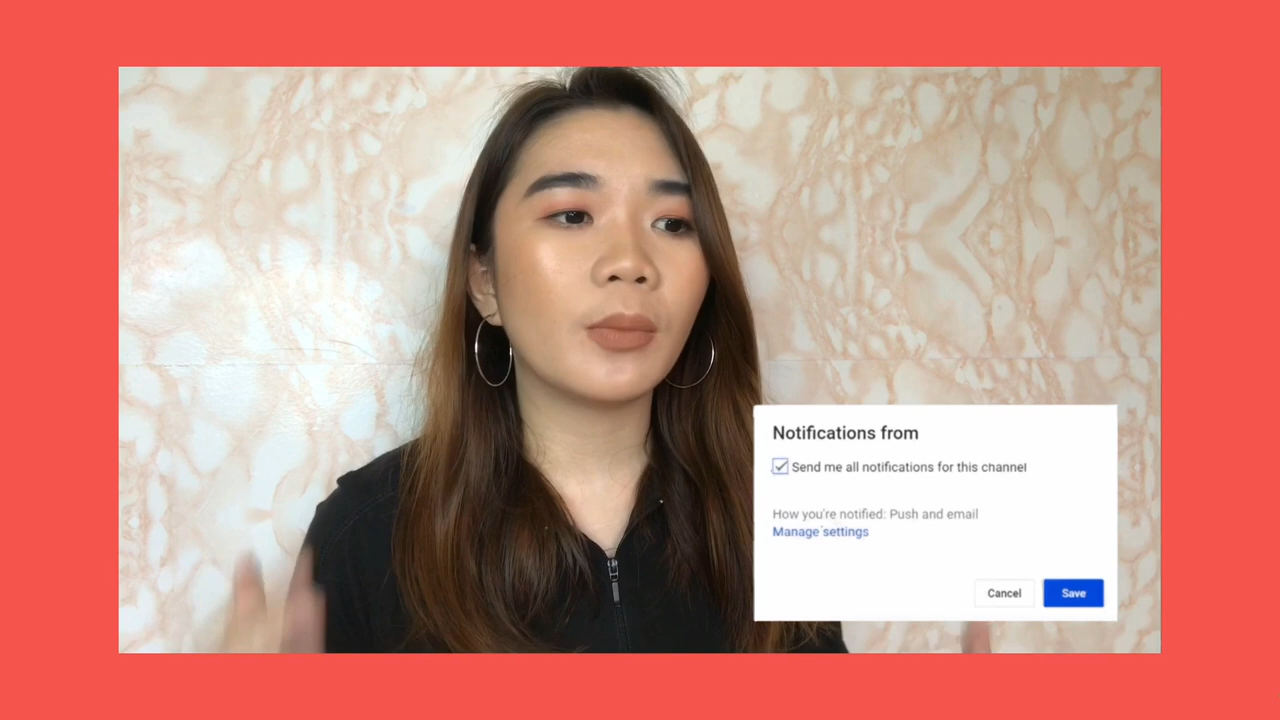 Notifications from
Send me all notifications for this channel
How you're notified: Push and email
Manage settings
Cancel
Save